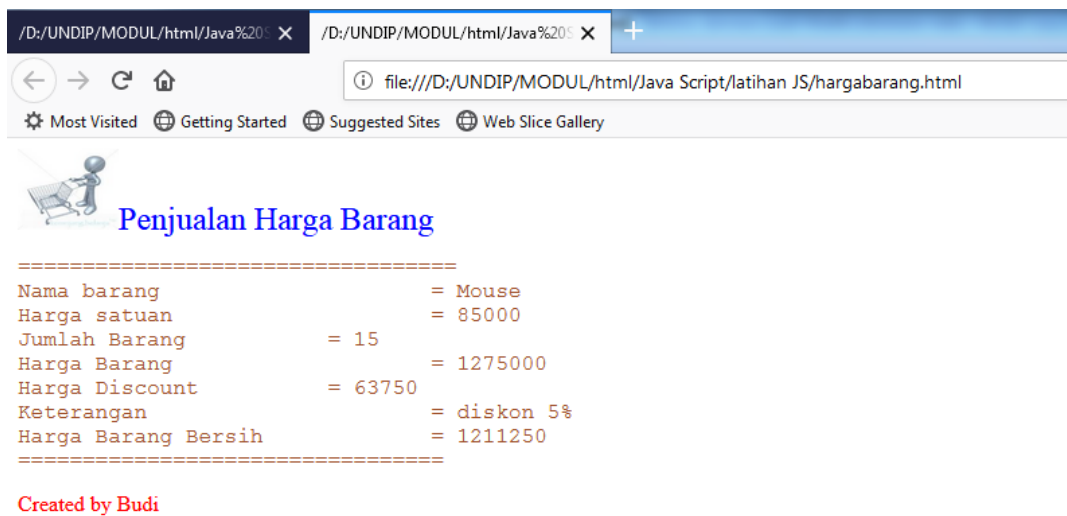 /D:/UNDIP/MODUL/html/Java%20S
/D:/UNDIP/MODUL/html/Java%20S
file:///D:/UNDIP/MODUL/html/Java Script/latihan JS/hargabarang.html
Most Visited Getting Started Suggested Sites Web Slice Gallery
Penjualan Harga Barang
==================================
Nama barang = Mouse
Harga satuan = 85000
Jumlah Barang = 15
Harga Barang = 1275000
Harga Discount = 63750
Keterangan = diskon 5%
Harga Barang Bersih = 1211250
=================================
Created by Budi